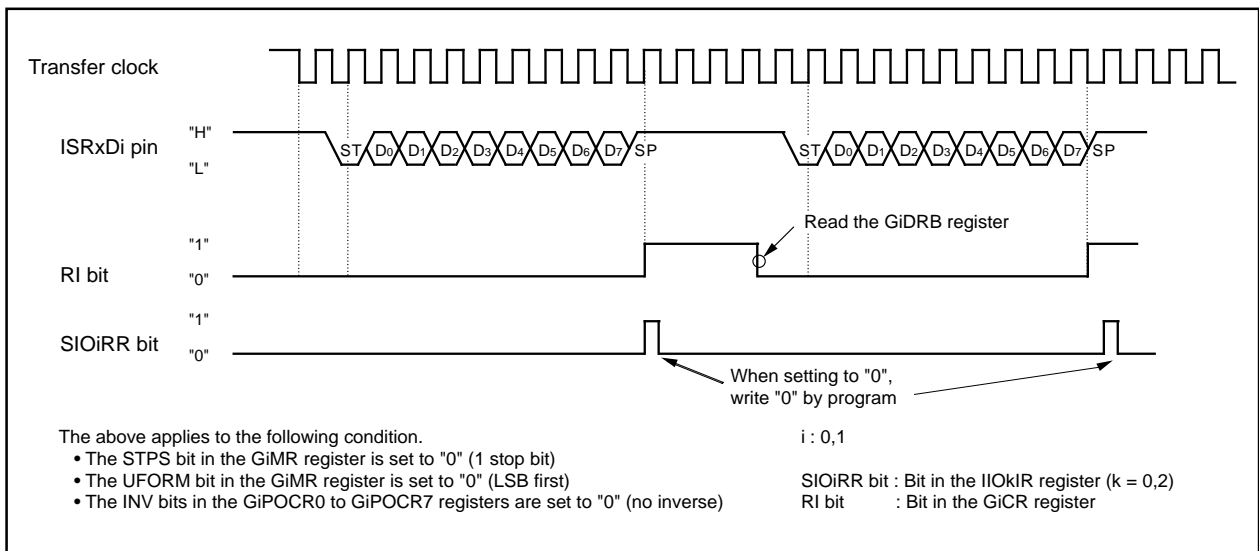 Transfer clock
ISRxDi pin
"H"
"L"
ST D0 D1 D2 D3 D4 D5 D6 D7 SP
ST D0 D1 D2 D3 D4 D5 D6 D7 SP
Read the GiDRB register
RI bit
"1"
"0"
SIOiRR bit
"1"
"0"
When setting to "0",
write "0" by program
The above applies to the following condition.
• The STPS bit in the GiMR register is set to "0" (1 stop bit)
• The UFORM bit in the GiMR register is set to "0" (LSB first)
• The INV bits in the GiPOCR0 to GiPOCR7 registers are set to "0" (no inverse)
i : 0,1
SIOiRR bit : Bit in the IIOkIR register (k = 0,2)
RI bit : Bit in the GiCR register